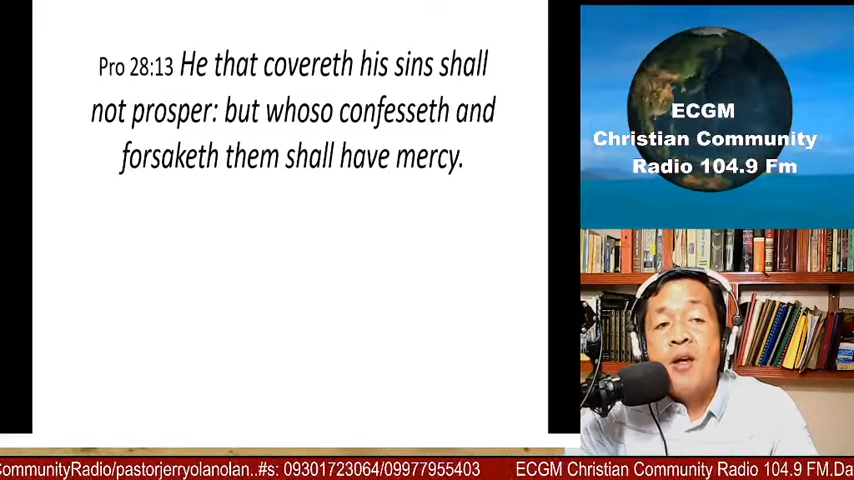 Pro 28:13 He that covereth his sins shall
not prosper: but whoso confesseth and
forsaketh them shall have mercy.
ECGM
Christian Community
Radio 104.9 Fm
CommunityRadio/pastorjerryolanolan..#s: 09301723064/09977955403 ECGM Christian Community Radio 104.9 FM.Da